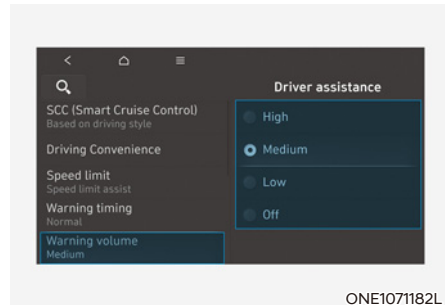 Driver assistance
SCC (Smart Cruise Control)
Based on driving style
Driving Convenience
Speed limit
Speed limit assist
Warning timing
Normal
Warning volume
Medium
High
Medium
Low
Off
ONE1071182L